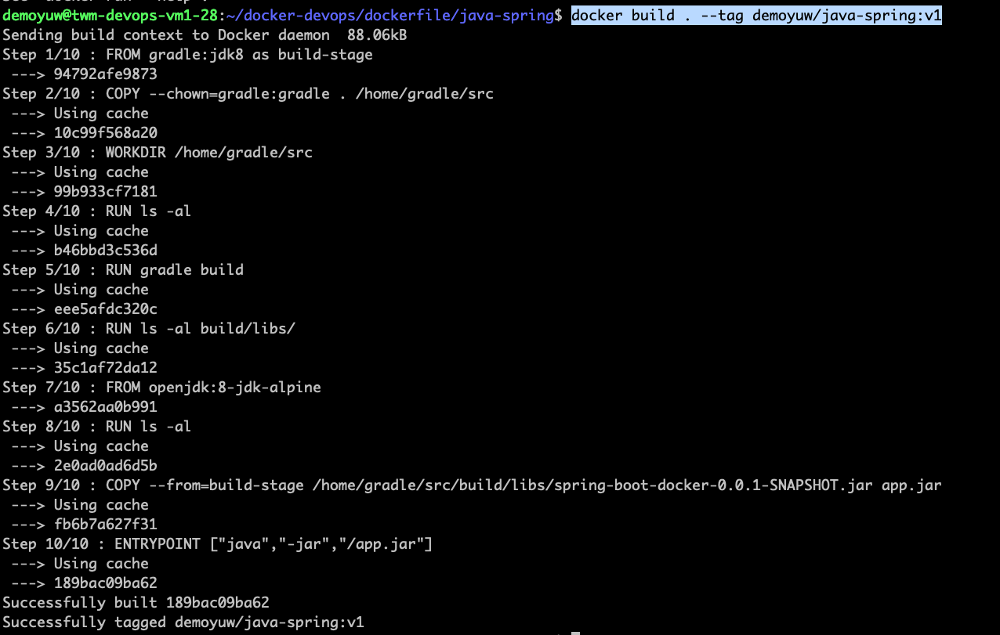 demoyuw@twm-devops-vm1-28:~/docker-devops/dockerfile/java-spring$ docker build . --tag demoyuw/java-spring:v1
Sending build context to Docker daemon  88.06kB
Step 1/10 : FROM gradle:jdk8 as build-stage
 ---> 94792afe9873
Step 2/10 : COPY --chown=gradle:gradle . /home/gradle/src
 ---> Using cache
 ---> 10c99f568a20
Step 3/10 : WORKDIR /home/gradle/src
 ---> Using cache
 ---> 99b933cf7181
Step 4/10 : RUN ls -al
 ---> Using cache
 ---> b46bbd3c536d
Step 5/10 : RUN gradle build
 ---> Using cache
 ---> eee5afdc320c
Step 6/10 : RUN ls -al build/libs/
 ---> Using cache
 ---> 35c1af72da12
Step 7/10 : FROM openjdk:8-jdk-alpine
 ---> a3562aa0b991
Step 8/10 : RUN ls -al
 ---> Using cache
 ---> 2e0ad0ad6d5b
Step 9/10 : COPY --from=build-stage /home/gradle/src/build/libs/spring-boot-docker-0.0.1-SNAPSHOT.jar app.jar
 ---> Using cache
 ---> fb6b7a627f31
Step 10/10 : ENTRYPOINT ["java","-jar","/app.jar"]
 ---> Using cache
 ---> 189bac09ba62
Successfully built 189bac09ba62
Successfully tagged demoyuw/java-spring:v1